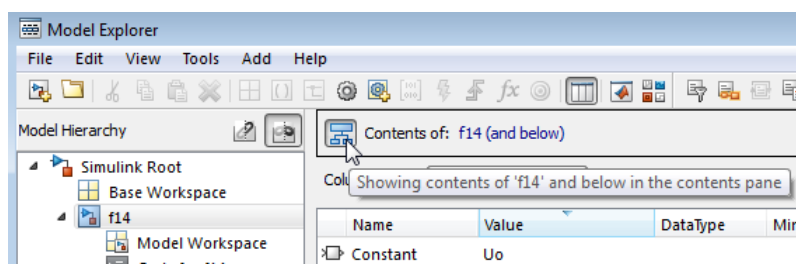 Model Explorer
File Edit View Tools Add Help
fx
Model Hierarchy
Contents of: f14 (and below)
Simulink Root
Showing contents of 'f14' and below in the contents pane
Base Workspace
f14
Name Value DataType
Model Workspace
Constant Uo